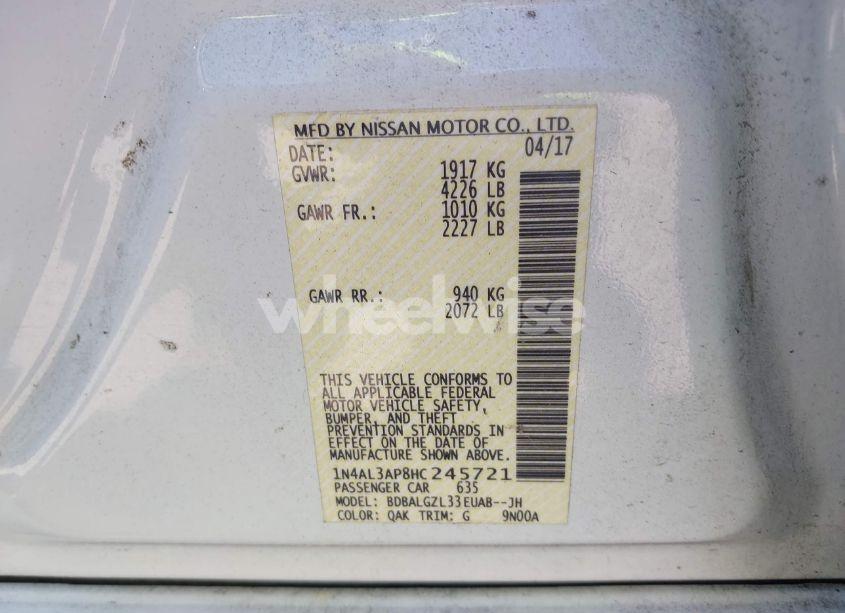 MFD BY NISSAN MOTOR CO., LTD.
DATE: 04/17
GVWR: 1917 KG
4226 LB
GAWR FR.: 1010 KG
2227 LB
GAWR RR.: 940 KG
2072 LB
wheelwise
THIS VEHICLE CONFORMS TO
ALL APPLICABLE FEDERAL
MOTOR VEHICLE SAFETY,
BUMPER, AND THEFT
PREVENTION STANDARDS IN
EFFECT ON THE DATE OF
MANUFACTURE SHOWN ABOVE.
1N4AL3AP8HC245721
PASSENGER CAR 635
MODEL: BDBALGZL33EUAB--JH
COLOR: QAK TRIM: G 9N00A